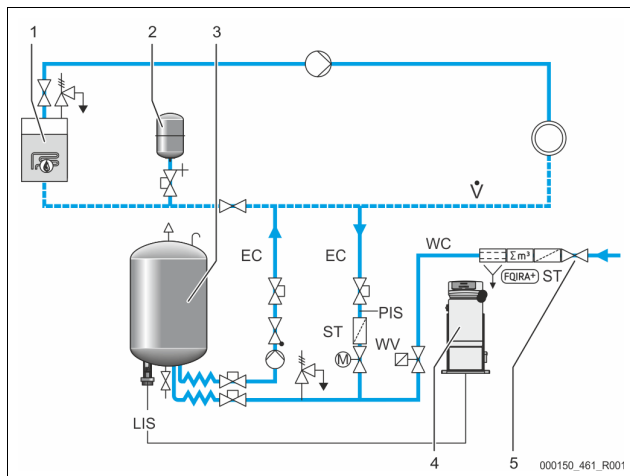 1
2
3
V̇
EC
EC
WC
Σm³
FQIRA+
ST
PIS
ST
WV
M
LIS
4
5
000150_461_R001